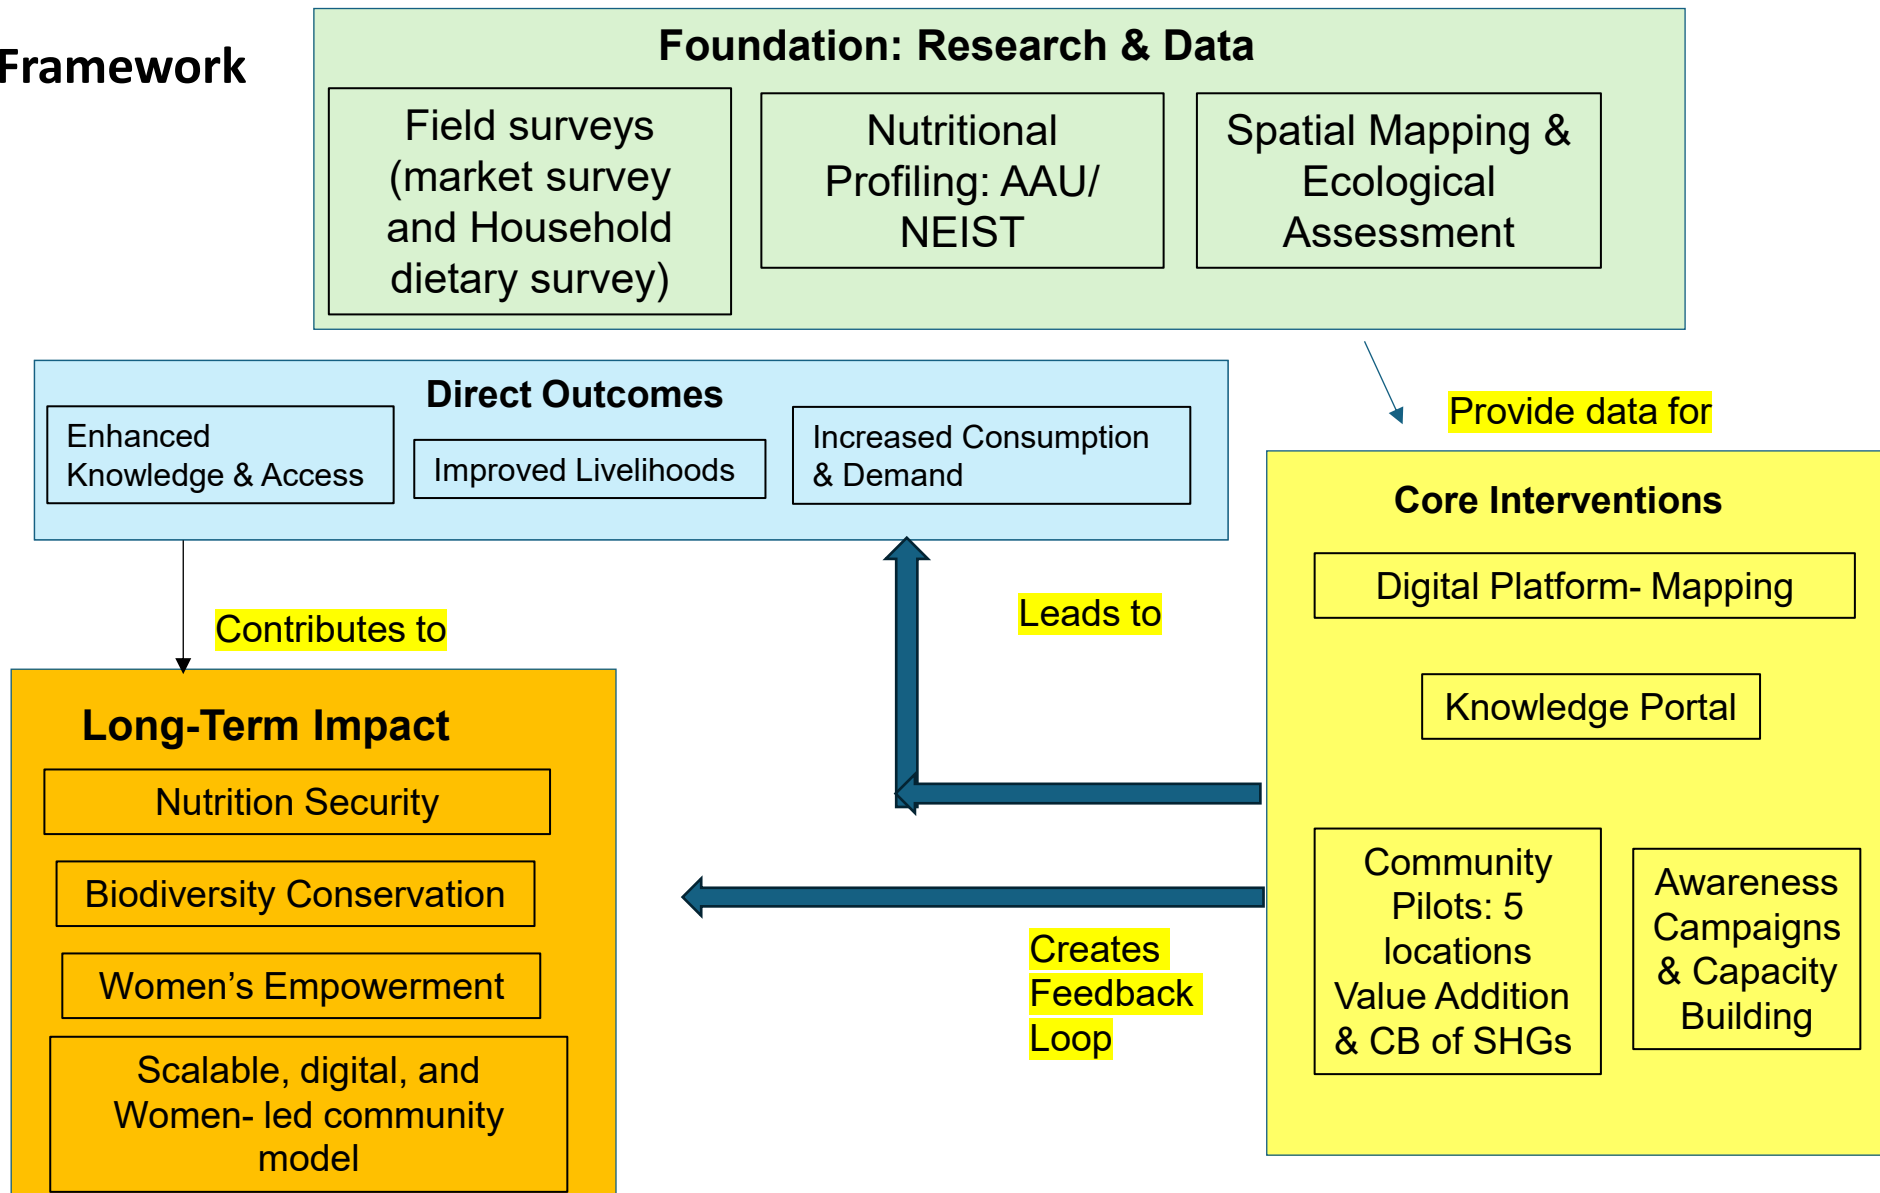 Framework
Foundation: Research & Data
Field surveys
(market survey
and Household
dietary survey)
Nutritional
Profiling: AAU/
NEIST
Spatial Mapping &
Ecological
Assessment
Direct Outcomes
Enhanced
Knowledge & Access
Improved Livelihoods
Increased Consumption
& Demand
Provide data for
Core Interventions
Digital Platform- Mapping
Knowledge Portal
Community
Pilots: 5
locations
Value Addition
& CB of SHGs
Awareness
Campaigns
& Capacity
Building
Leads to
Contributes to
Creates
Feedback
Loop
Long-Term Impact
Nutrition Security
Biodiversity Conservation
Women’s Empowerment
Scalable, digital, and
Women- led community
model